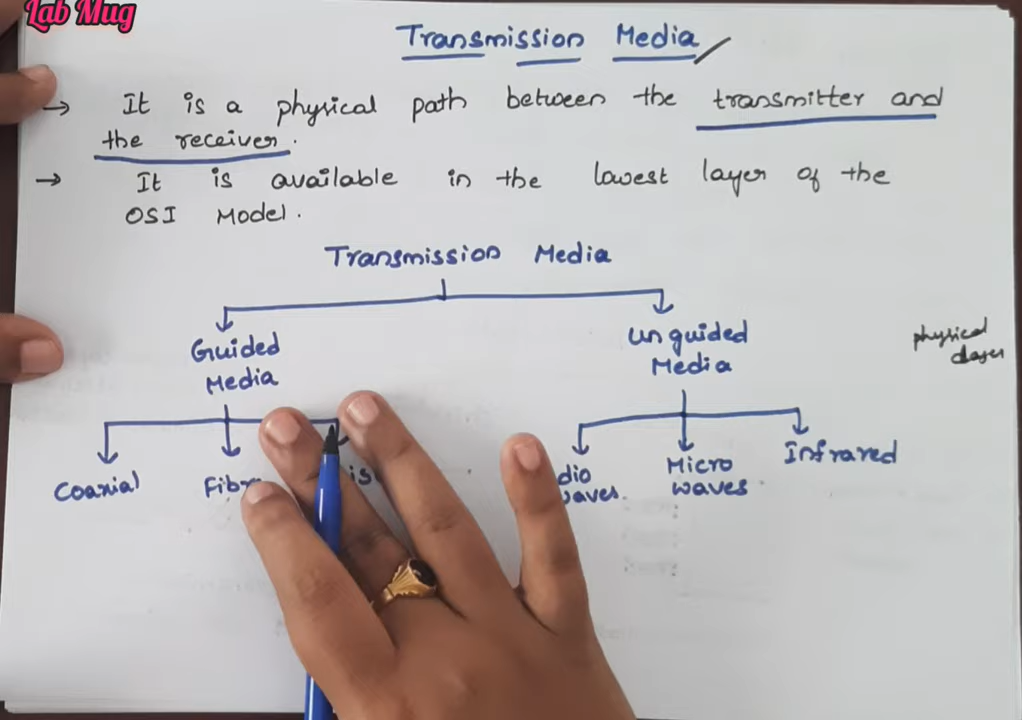 Lab Mug
Transmission Media
→ It is a physical path between the transmitter and
the receiver.
→ It is available in the lowest layer of the
OSI Model.
Transmission Media
Guided
Media
unguided
Media
physical
Coaxial
Micro
waves
Infrared